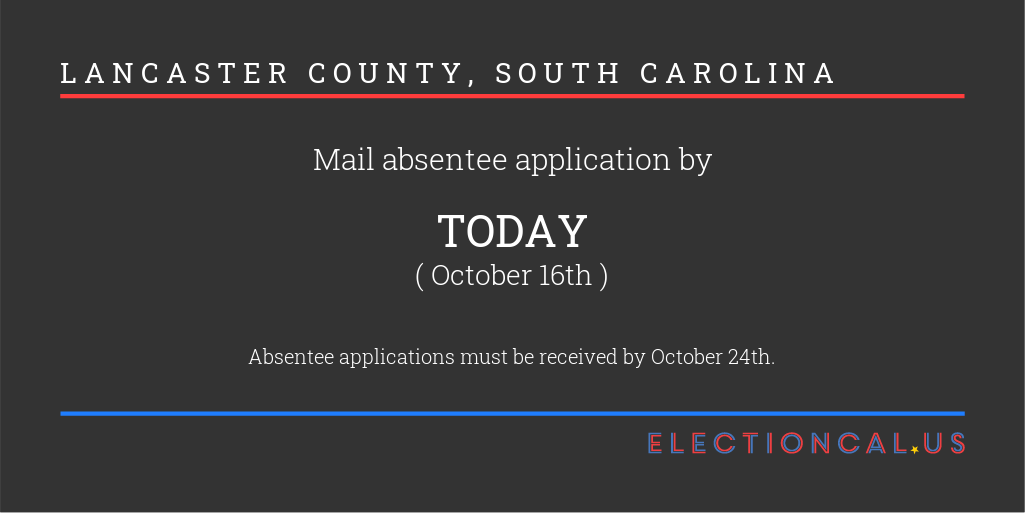 LANCASTER COUNTY, SOUTH CAROLINA
Mail absentee application by
TODAY
( October 16th )
Absentee applications must be received by October 24th.
ELECTIONCAL.US